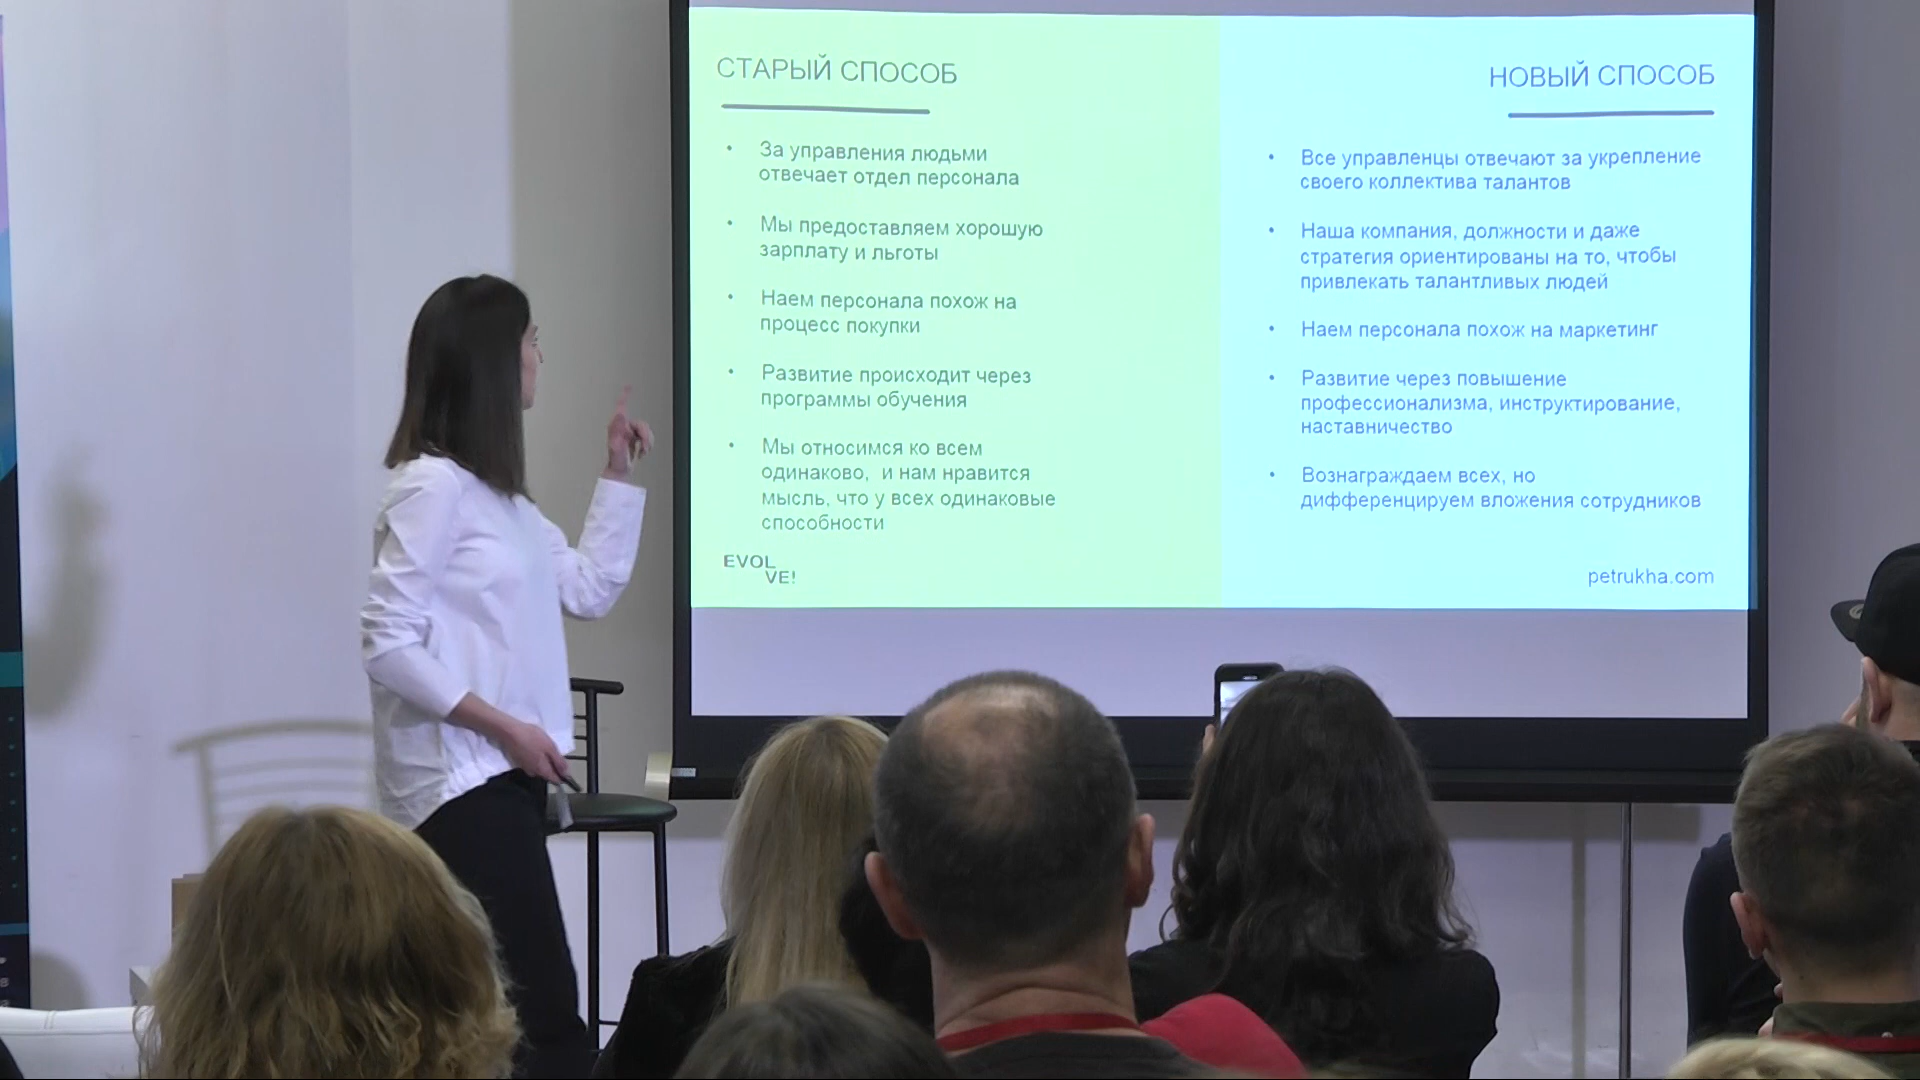 СТАРЫЙ СПОСОБ
За управления людьми
отвечает отдел персонала
Мы предоставляем хорошую
зарплату и льготы
Наем персонала похож на
процесс покупки
Развитие происходит через
программы обучения
Мы относимся ко всем
одинаково, и нам нравится
мысль, что у всех одинаковые
способности
EVOL
VE!
НОВЫЙ СПОСОБ
Все управленцы отвечают за укрепление
своего коллектива талантов
Наша компания, должности и даже
стратегия ориентированы на то, чтобы
привлекать талантливых людей
Наем персонала похож на маркетинг
Развитие через повышение
профессионализма, инструктирование,
наставничество
Вознаграждаем всех, но
дифференцируем вложения сотрудников
petrukha.com